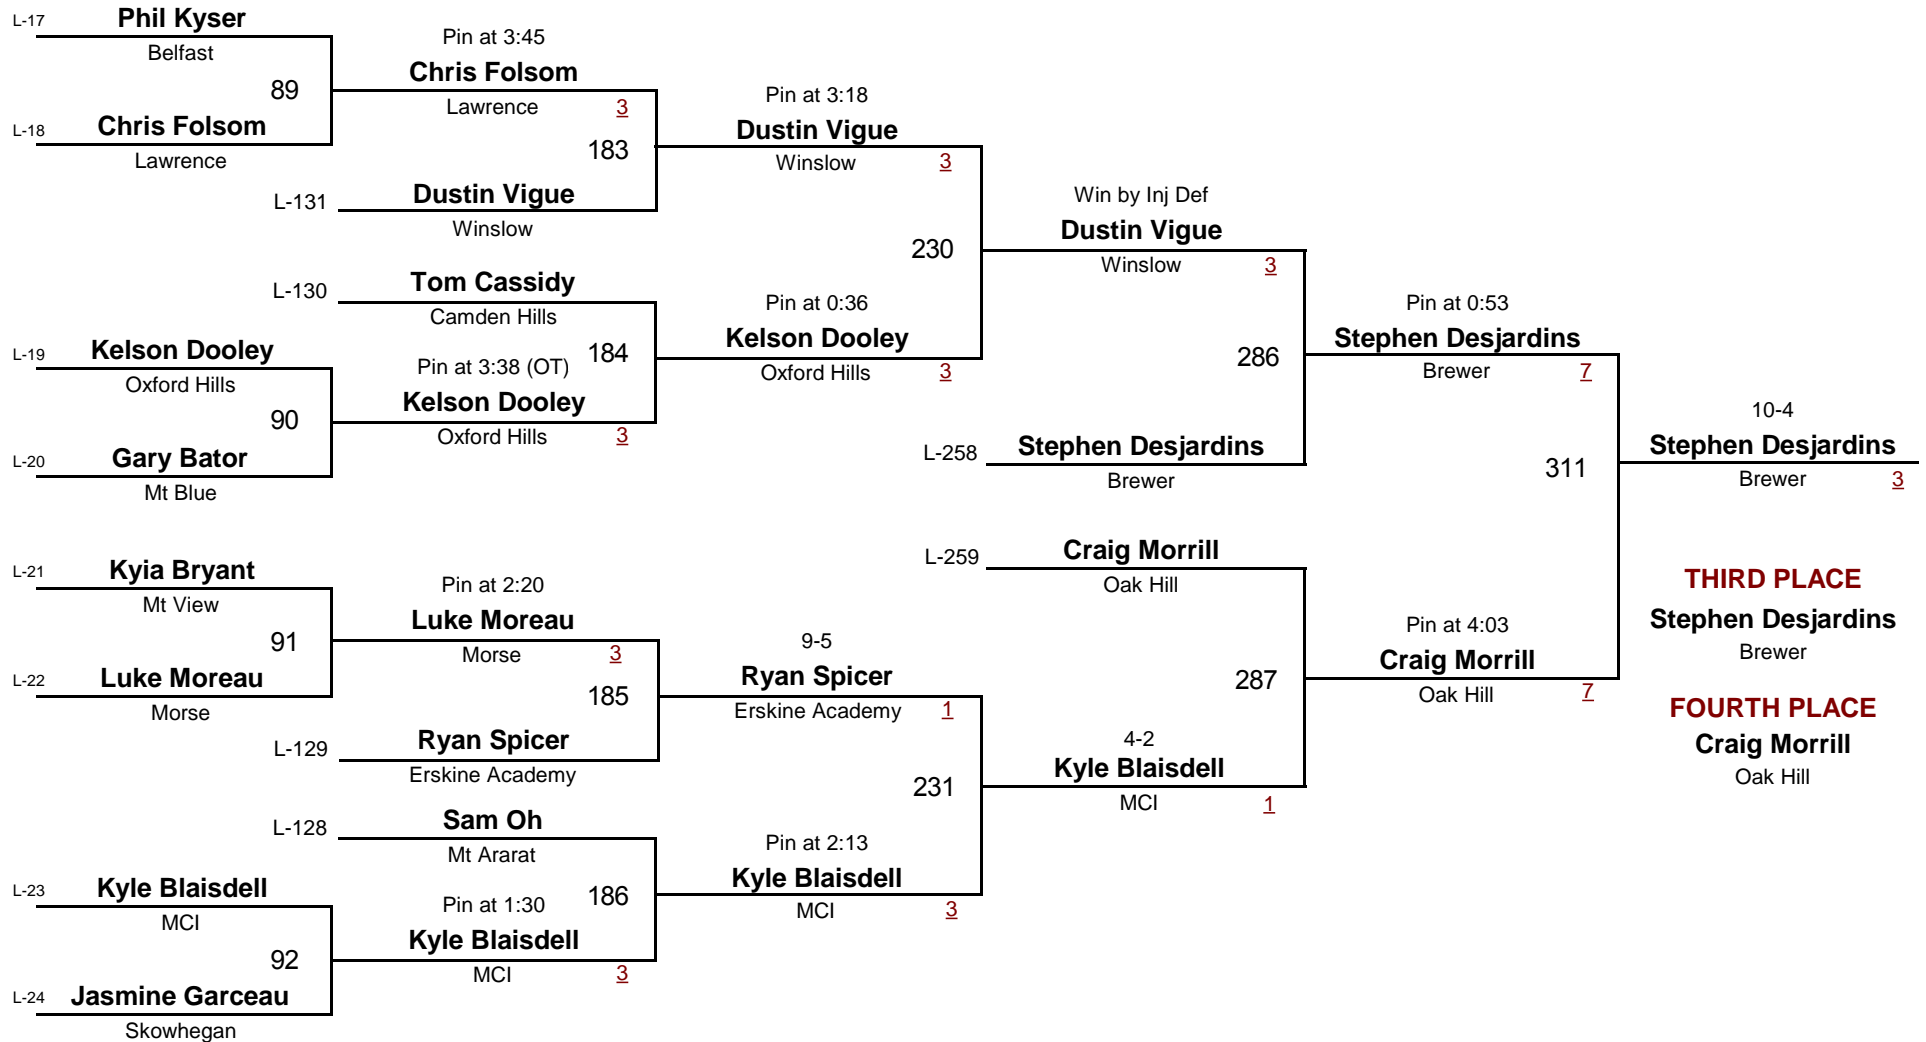 L-17
Phil Kyser
Belfast
89
L-18
Chris Folsom
Lawrence
Pin at 3:45
Chris Folsom
Lawrence 3
183
L-131
Dustin Vigue
Winslow
Pin at 3:18
Dustin Vigue
Winslow 3
L-130
Tom Cassidy
Camden Hills
184
L-19
Kelson Dooley
Oxford Hills
90
L-20
Gary Bator
Mt Blue
Pin at 3:38 (OT)
Kelson Dooley
Oxford Hills 3
Pin at 0:36
Kelson Dooley
Oxford Hills 3
230
Win by Inj Def
Dustin Vigue
Winslow 3
286
L-258
Stephen Desjardins
Brewer
Pin at 0:53
Stephen Desjardins
Brewer 7
L-21
Kyia Bryant
Mt View
91
L-22
Luke Moreau
Morse
Pin at 2:20
Luke Moreau
Morse 3
185
L-129
Ryan Spicer
Erskine Academy
9-5
Ryan Spicer
Erskine Academy 1
L-128
Sam Oh
Mt Ararat
186
L-23
Kyle Blaisdell
MCI
92
L-24
Jasmine Garceau
Skowhegan
Pin at 1:30
Kyle Blaisdell
MCI 3
Pin at 2:13
Kyle Blaisdell
MCI 3
231
L-259
Craig Morrill
Oak Hill
287
4-2
Kyle Blaisdell
MCI 1
Pin at 4:03
Craig Morrill
Oak Hill 7
311
10-4
Stephen Desjardins
Brewer 3
THIRD PLACE
Stephen Desjardins
Brewer
FOURTH PLACE
Craig Morrill
Oak Hill